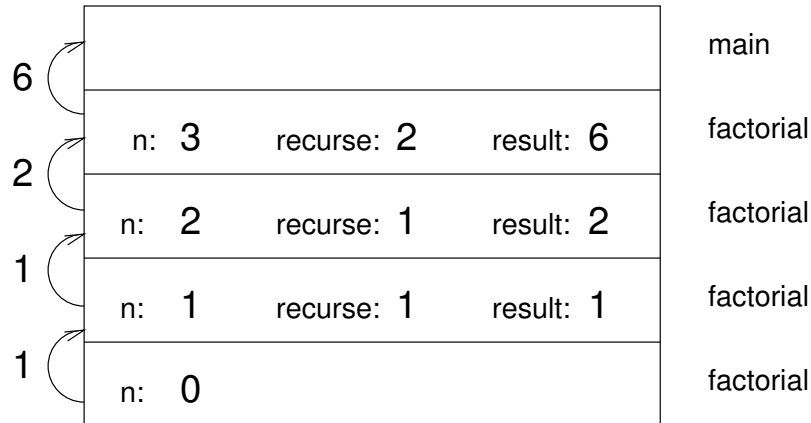 main
6
n: 3 recurse: 2 result: 6 factorial
2
n: 2 recurse: 1 result: 2 factorial
1
n: 1 recurse: 1 result: 1 factorial
1
n: 0 factorial